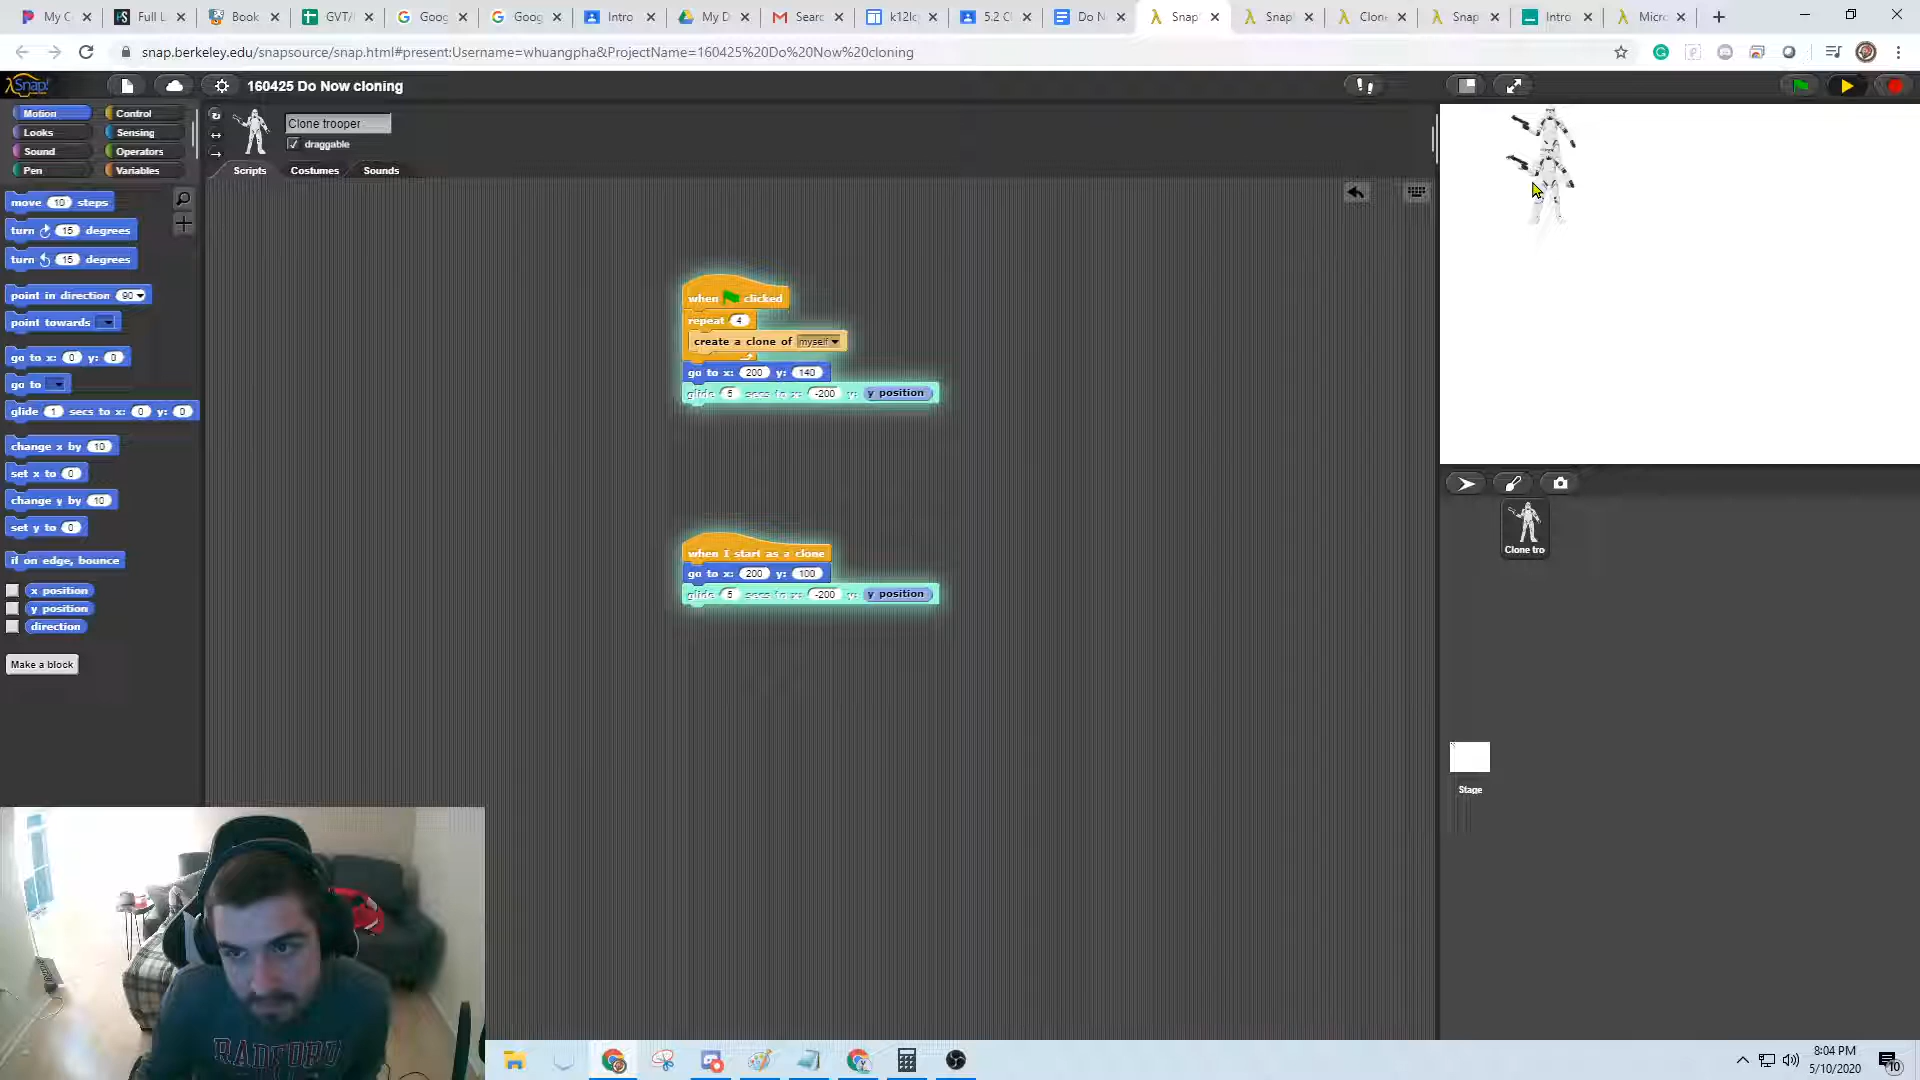 My C
Full L
Book
GVT/
Goog
Goog
Intro
My D
Searc
k12lc
5.2 Cl
Do N
Snap
Snap
Clon
Snap
Intro
Micro
snap.berkeley.edu/snapsource/snap.html#present:Username=whuangpha&ProjectName=160425%20Do%20Now%20cloning
Snap!
160425 Do Now cloning
Motion
Control
Looks
Sensing
Sound
Operators
Pen
Variables
Clone trooper
draggable
Scripts
Costumes
Sounds
move 10 steps
turn 15 degrees
turn 15 degrees
point in direction 90
point towards
go to x: 0 y: 0
go to
glide 1 secs to x: 0 y: 0
change x by 10
set x to 0
change y by 10
set y to 0
if on edge, bounce
x position
y position
direction
Make a block
when clicked
repeat 4
create a clone of myself
go to x: 200 y: 140
glide 5 secs to x: -200 y: y position
when I start as a clone
go to x: 200 y: 100
glide 5 secs to x: -200 y: y position
Clone tro
Stage
RADFORD
8:04 PM
5/10/2020
10